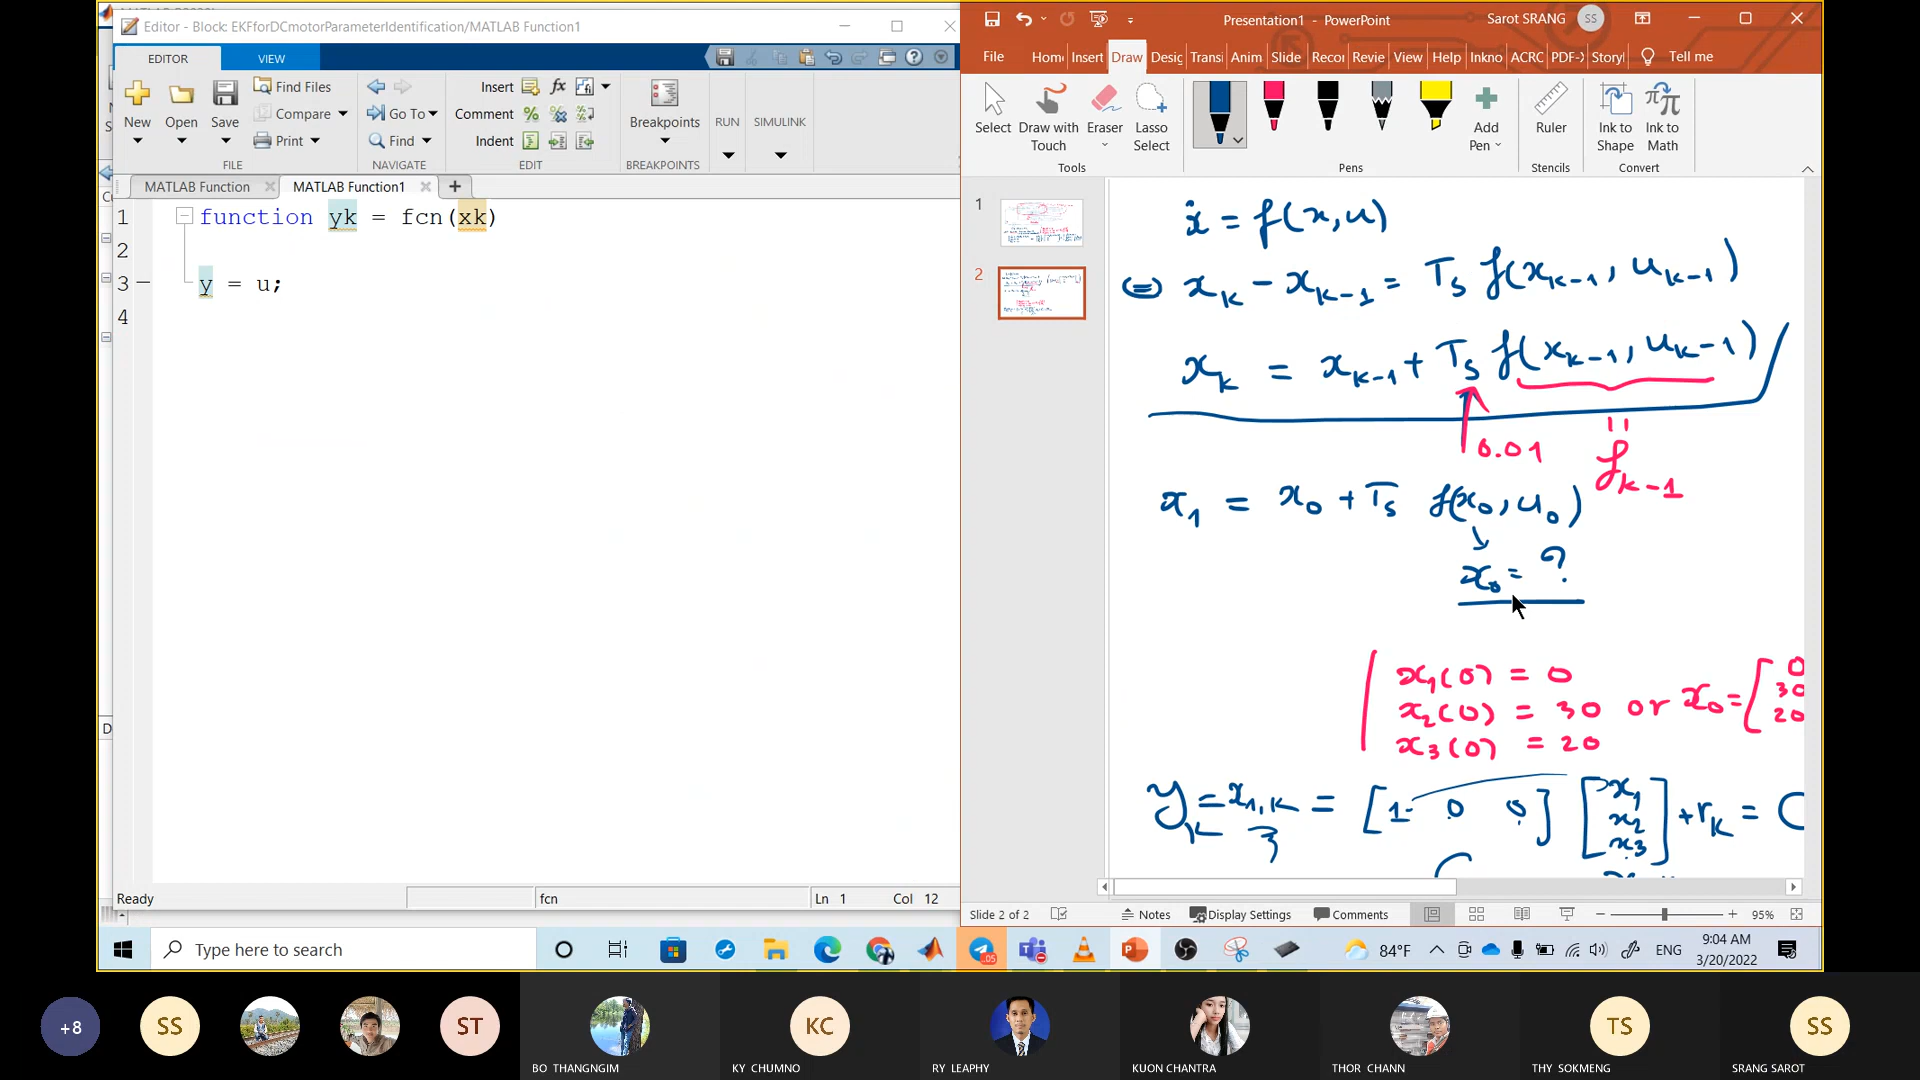 Editor - Block: EKFforDCmotorParameterIdentification/MATLAB Function1
EDITOR VIEW
New Open Save
Find Files
Compare
Print
FILE
Go To
Find
NAVIGATE
Insert
Comment
Indent
EDIT
Breakpoints
BREAKPOINTS
RUN
SIMULINK
MATLAB Function MATLAB Function1
1 function yk = fcn(xk)
2
3 y = u;
4
Ready fcn Ln 1 Col 12
Presentation1 - PowerPoint Sarot SRANG SS
File Insert Draw View Help Tell me
Select
Draw with Touch
Eraser
Lasso Select
Tools
Add Pen
Pens
Ruler
Stencils
Ink to Shape
Ink to Math
Convert
1
2
ẋ = f(x,u)
(=) x_k - x_{k-1} = T_s f(x_{k-1}, u_{k-1})
x_k = x_{k-1} + T_s f(x_{k-1}, u_{k-1})
0.01
f_{k-1}
x_1 = x_0 + T_s f(x_0, u_0)
x_0 = ?
x_1(0) = 0
x_2(0) = 30 or x_0 = [0 30 20
x_3(0) = 20
y_k = x_{1,k} = [1 0 0] [x_1 x_2 x_3] + r_k =
Slide 2 of 2 Notes Display Settings Comments 95%
Type here to search
84°F ENG
9:04 AM
3/20/2022
+8 SS ST KC TS SS
BO THANGNGIM KY CHUMNO RY LEAPHY KUON CHANTRA THOR CHANN THY SOKMENG SRANG SAROT